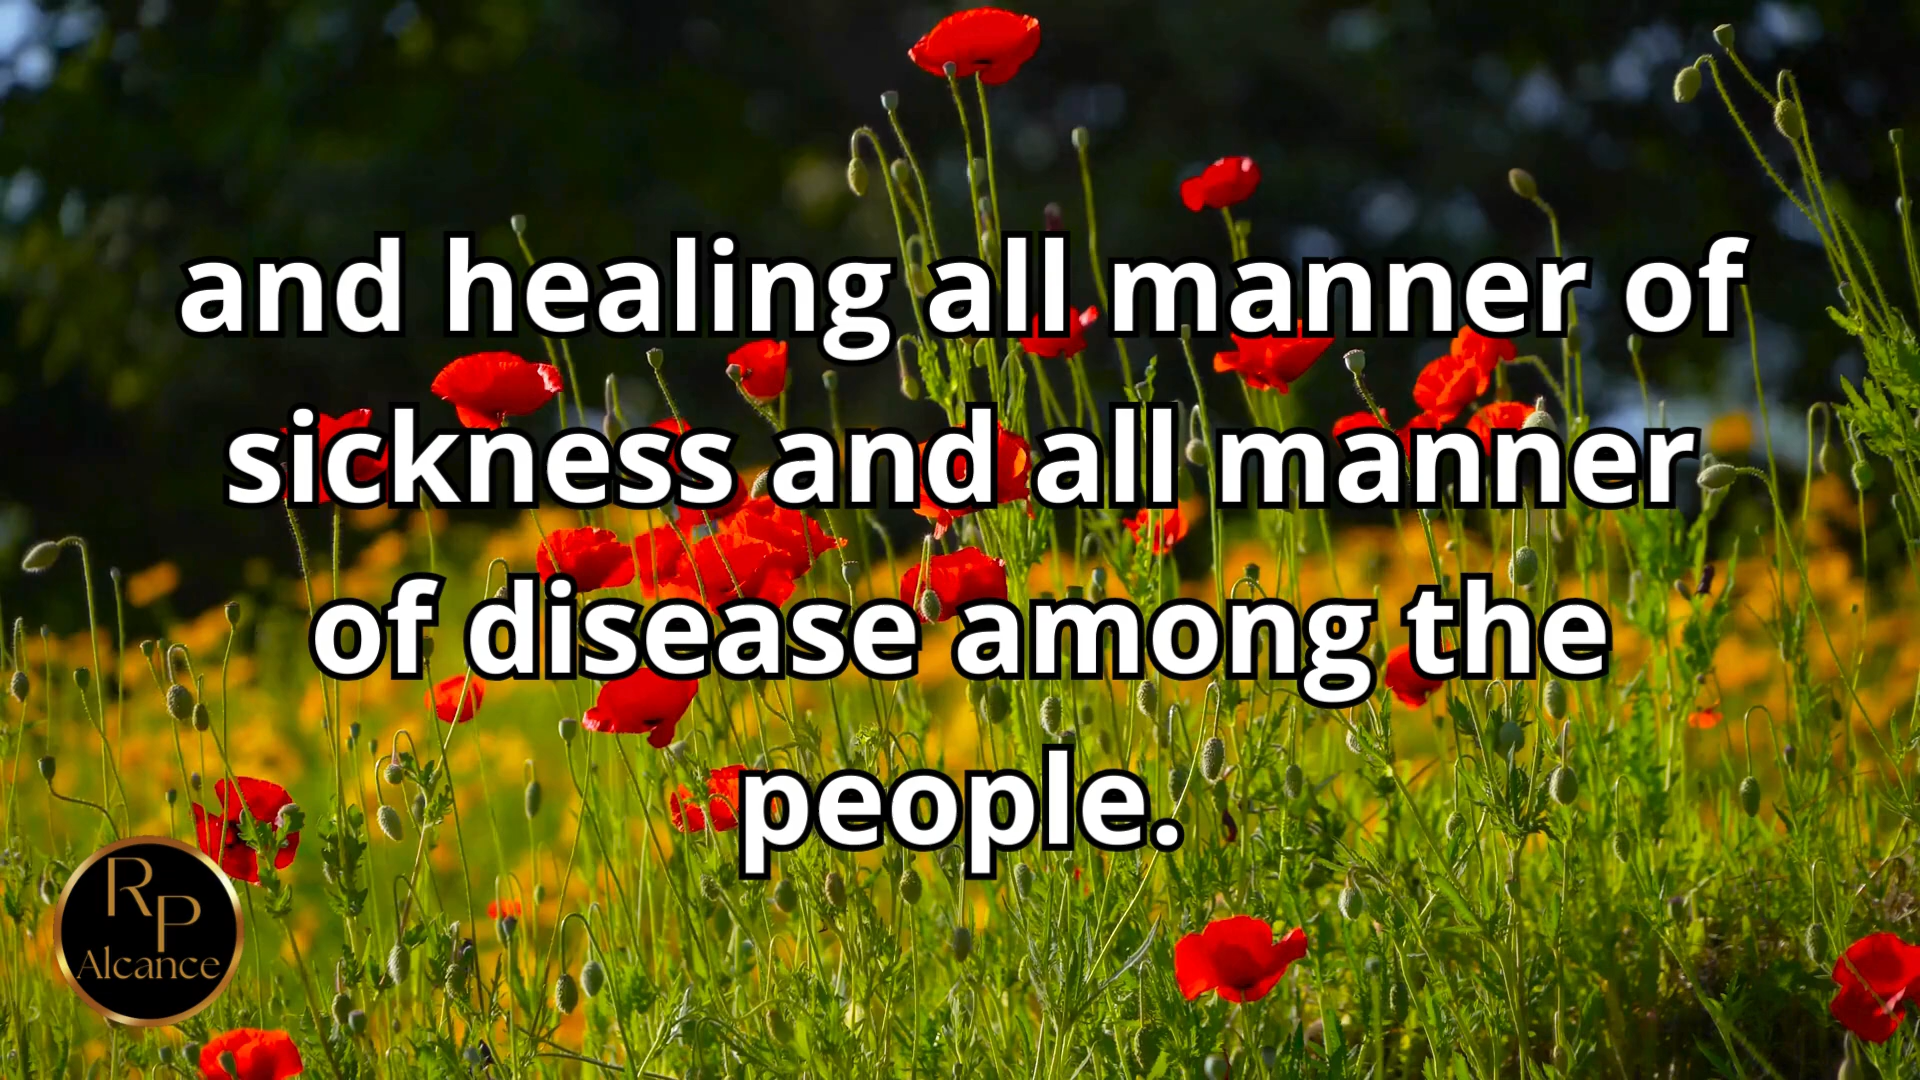 and healing all manner of
sickness and all manner
of disease among the
people.
RP
Alcance